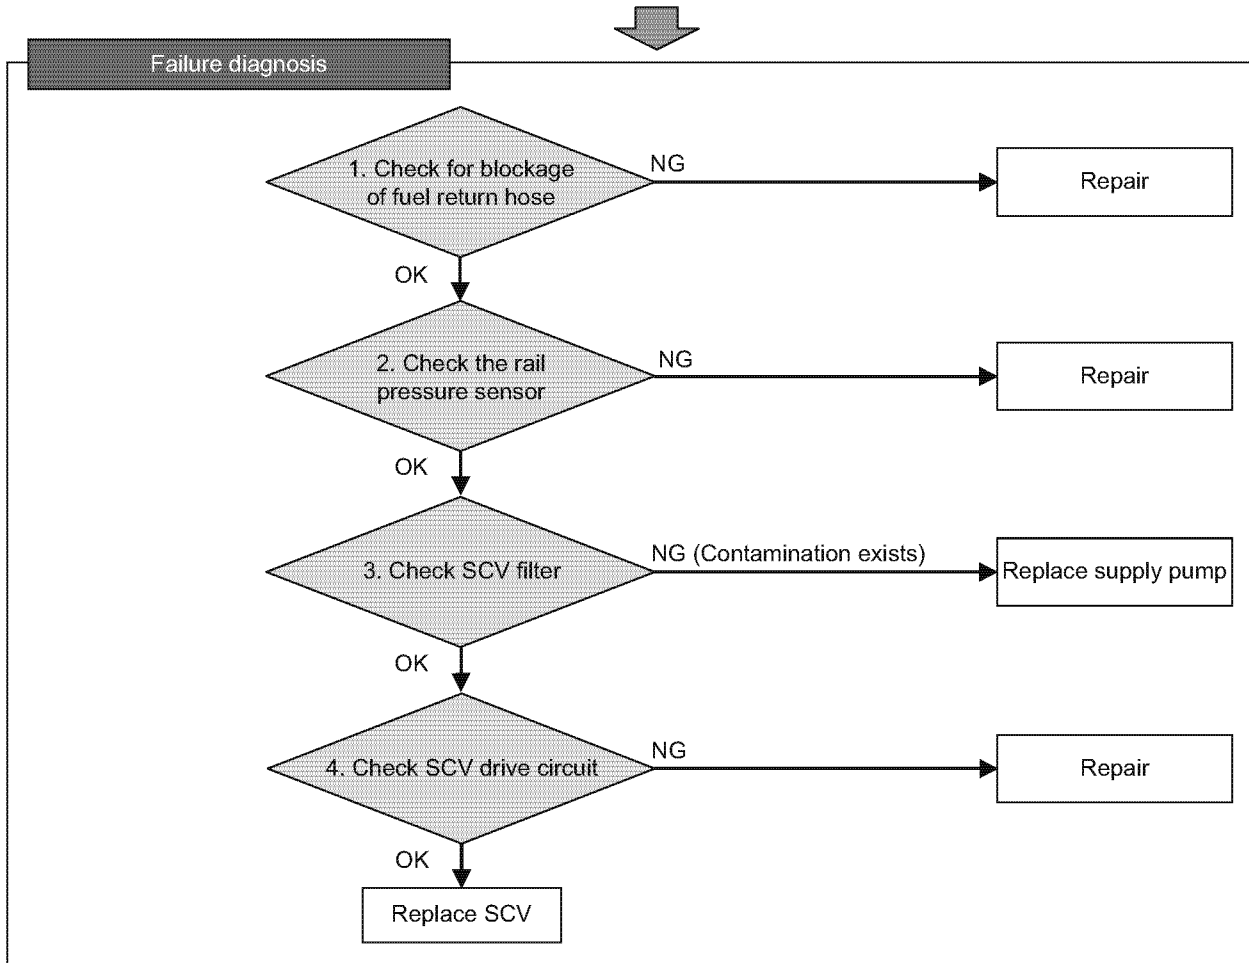 Failure diagnosis
1. Check for blockage
of fuel return hose
NG
Repair
OK
2. Check the rail
pressure sensor
NG
Repair
OK
3. Check SCV filter
NG (Contamination exists)
Replace supply pump
OK
4. Check SCV drive circuit
NG
Repair
OK
Replace SCV